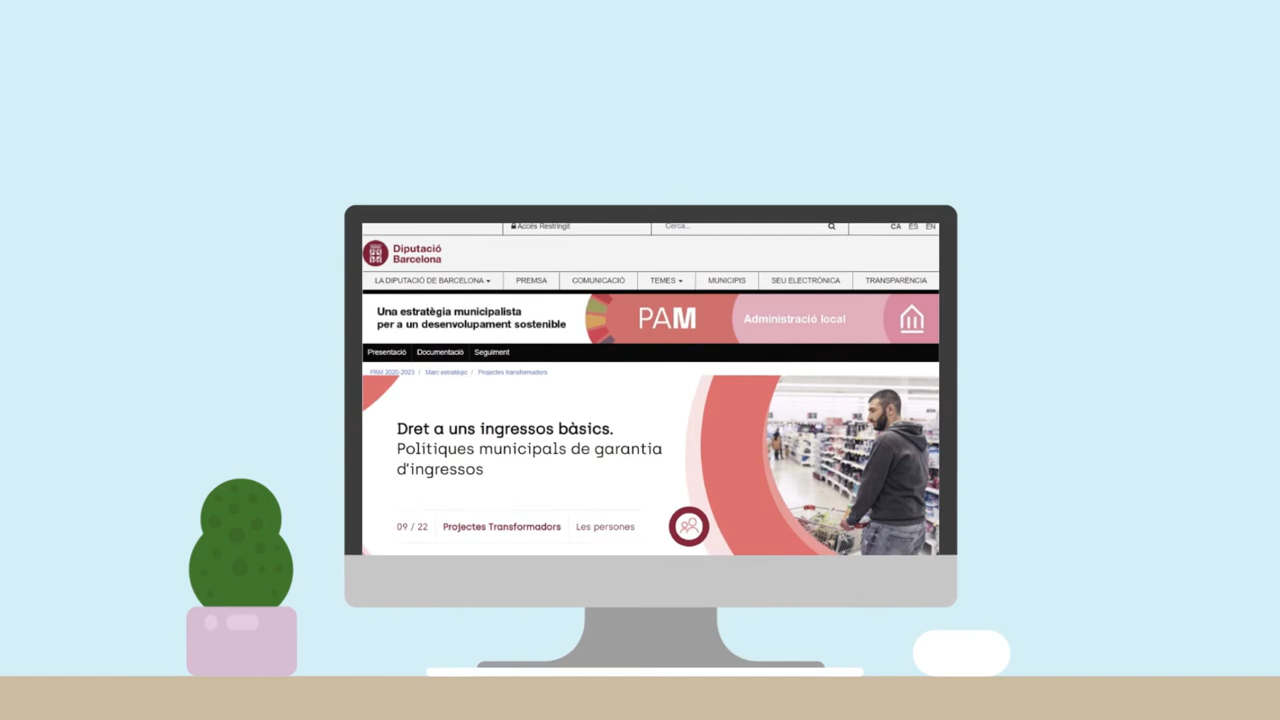 Accés Restringit
Cerca...
CA ES EN
Diputació
Barcelona
LA DIPUTACIÓ DE BARCELONA
PREMSA
COMUNICACIÓ
TEMES
MUNICIPIS
SEU ELECTRÒNICA
TRANSPARÈNCIA
Una estratègia municipalista
per a un desenvolupament sostenible
PAM
Administració local
Presentació
Documentació
Seguiment
PAM 2020-2023 / Marc estratègic / Projectes transformadors
Dret a uns ingressos bàsics.
Polítiques municipals de garantia
d'ingressos
09 / 22
Projectes Transformadors
Les persones